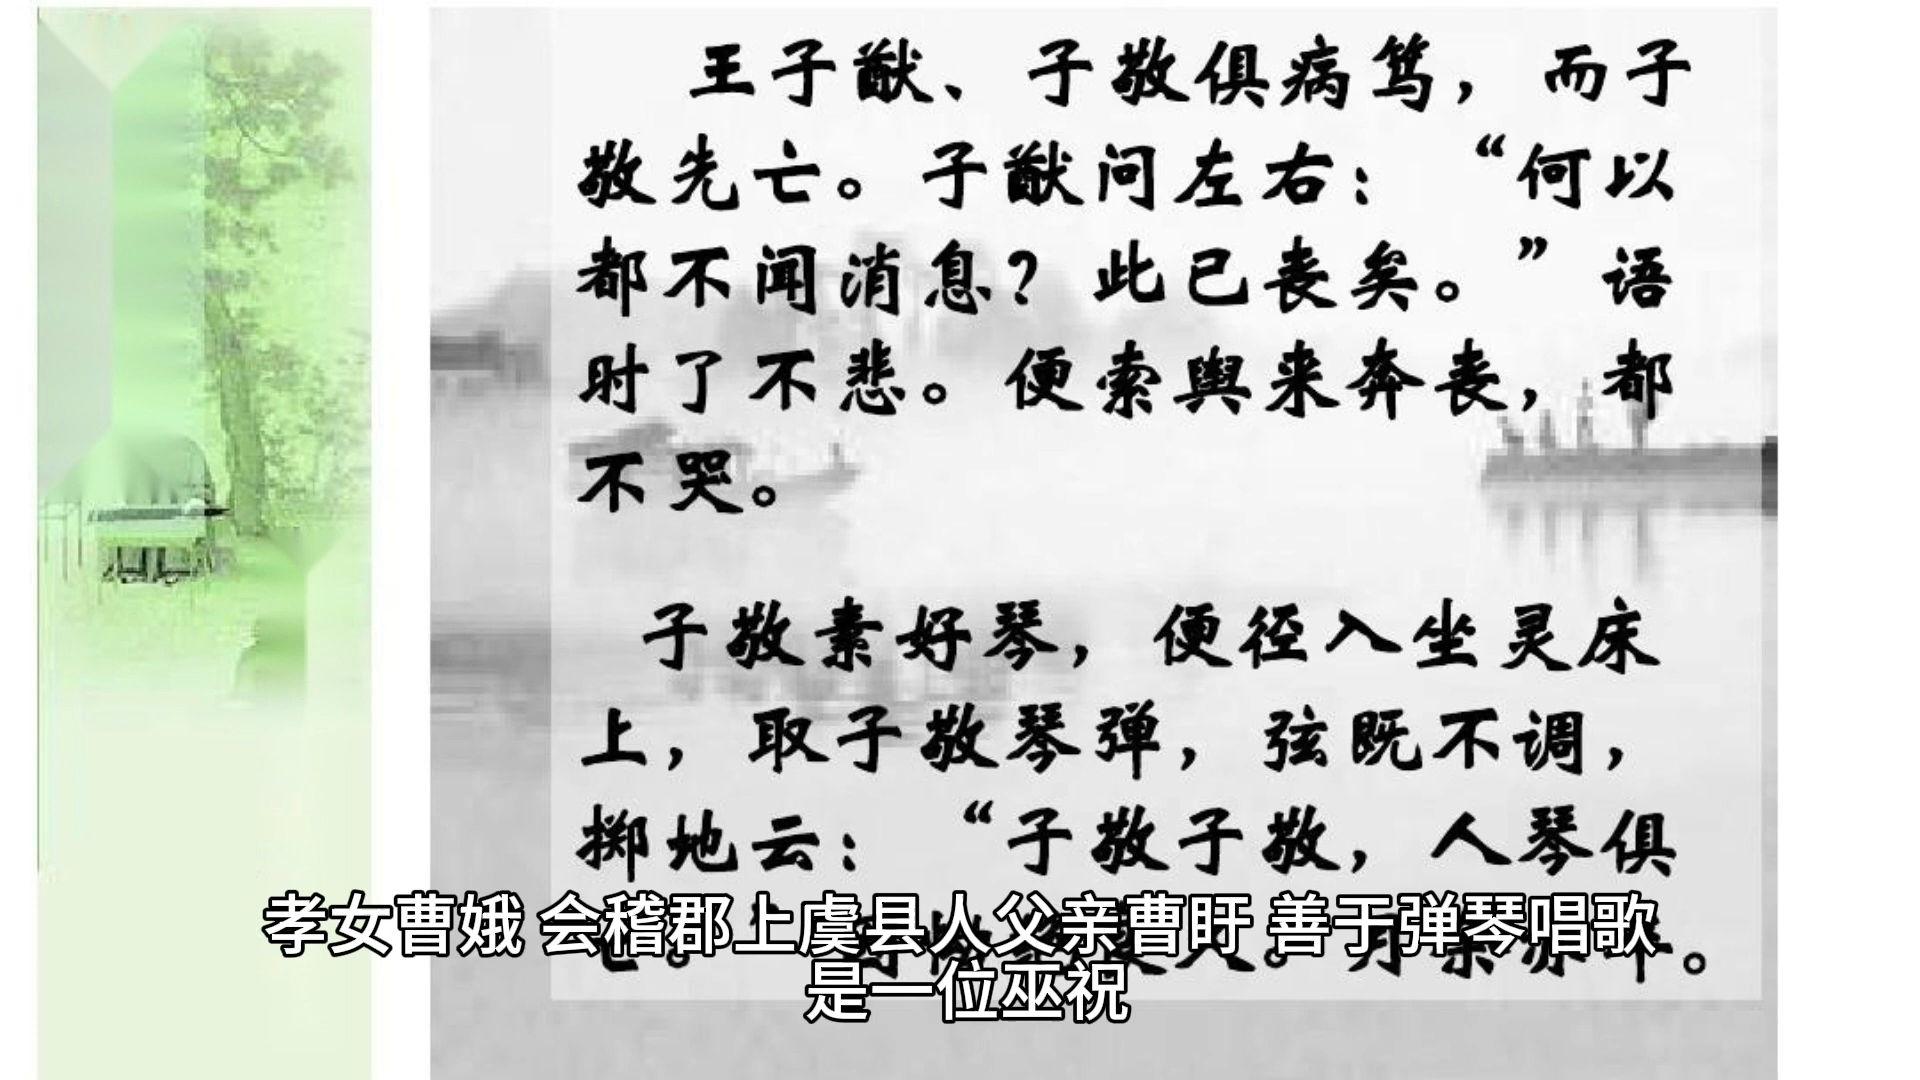 王子猷、子敬俱病笃，而子
敬先亡。子猷问左右：“何以
都不闻消息？此已丧矣。”语
时了不悲。便索舆来奔丧，都
不哭。
子敬素好琴，便径入坐灵床
上，取子敬琴弹，弦既不调，
掷地云：“子敬子敬，人琴俱
孝女曹娥 会稽郡上虞县人父亲曹盱 善于弹琴唱歌
是一位巫祝